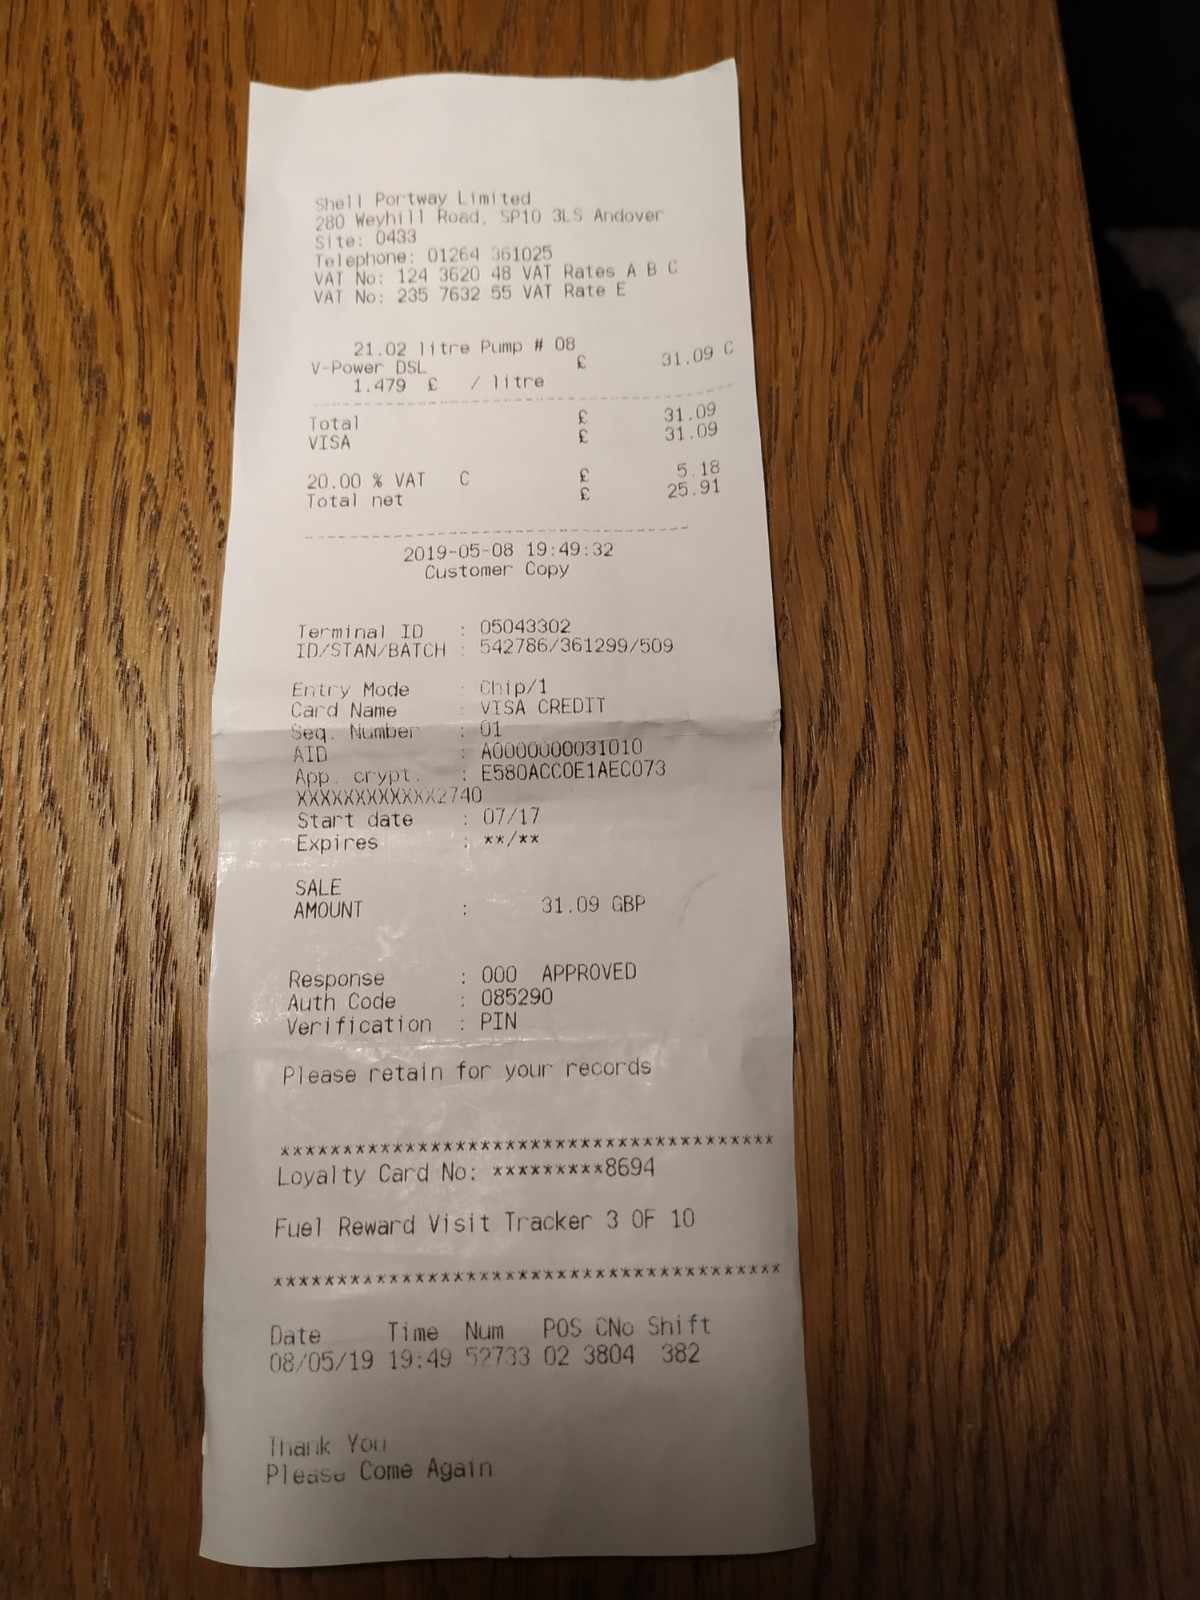 Shell Portway Limited
280 Weyhill Road, SP10 3LS Andover
Site: 0433
Telephone: 01264 361025
VAT No: 124 3620 48 VAT Rates A B C
VAT No: 235 7632 55 VAT Rate E
21.02 litre Pump # 08
V-Power DSL £ 31.09 C
1.479 £ / litre
Total £ 31.09
VISA £ 31.09
20.00 % VAT C £ 5.18
Total net £ 25.91
2019-05-08 19:49:32
Customer Copy
Terminal ID : 05043302
ID/STAN/BATCH : 542786/361299/509
Entry Mode : Chip/1
Card Name : VISA CREDIT
Seq. Number : 01
AID : A0000000031010
App. crypt. : E580ACC0E1AEC073
XXXXXXXXXXXX2740
Start date : 07/17
Expires : **/**
SALE
AMOUNT : 31.09 GBP
Response : 000 APPROVED
Auth Code : 085290
Verification : PIN
Please retain for your records
****************************************
Loyalty Card No: *********8694
Fuel Reward Visit Tracker 3 OF 10
****************************************
Date Time Num POS CNo Shift
08/05/19 19:49 52733 02 3804 382
Thank You
Please Come Again